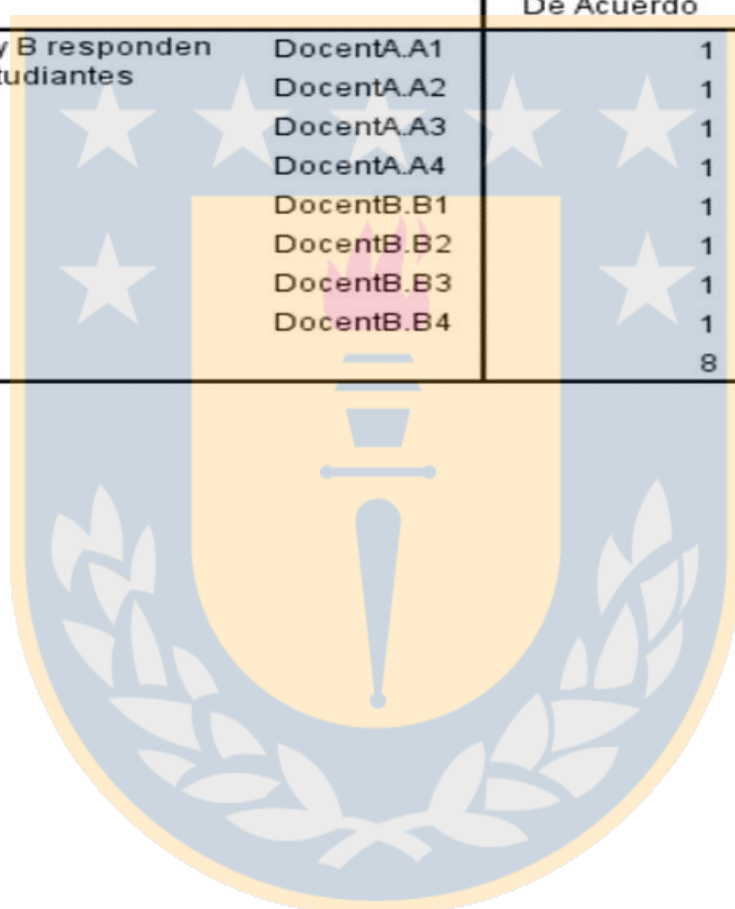 De Acuerdo
y B responden DocentA.A1 1
tudiantes DocentA.A2 1
DocentA.A3 1
DocentA.A4 1
DocentB.B1 1
DocentB.B2 1
DocentB.B3 1
DocentB.B4 1
8